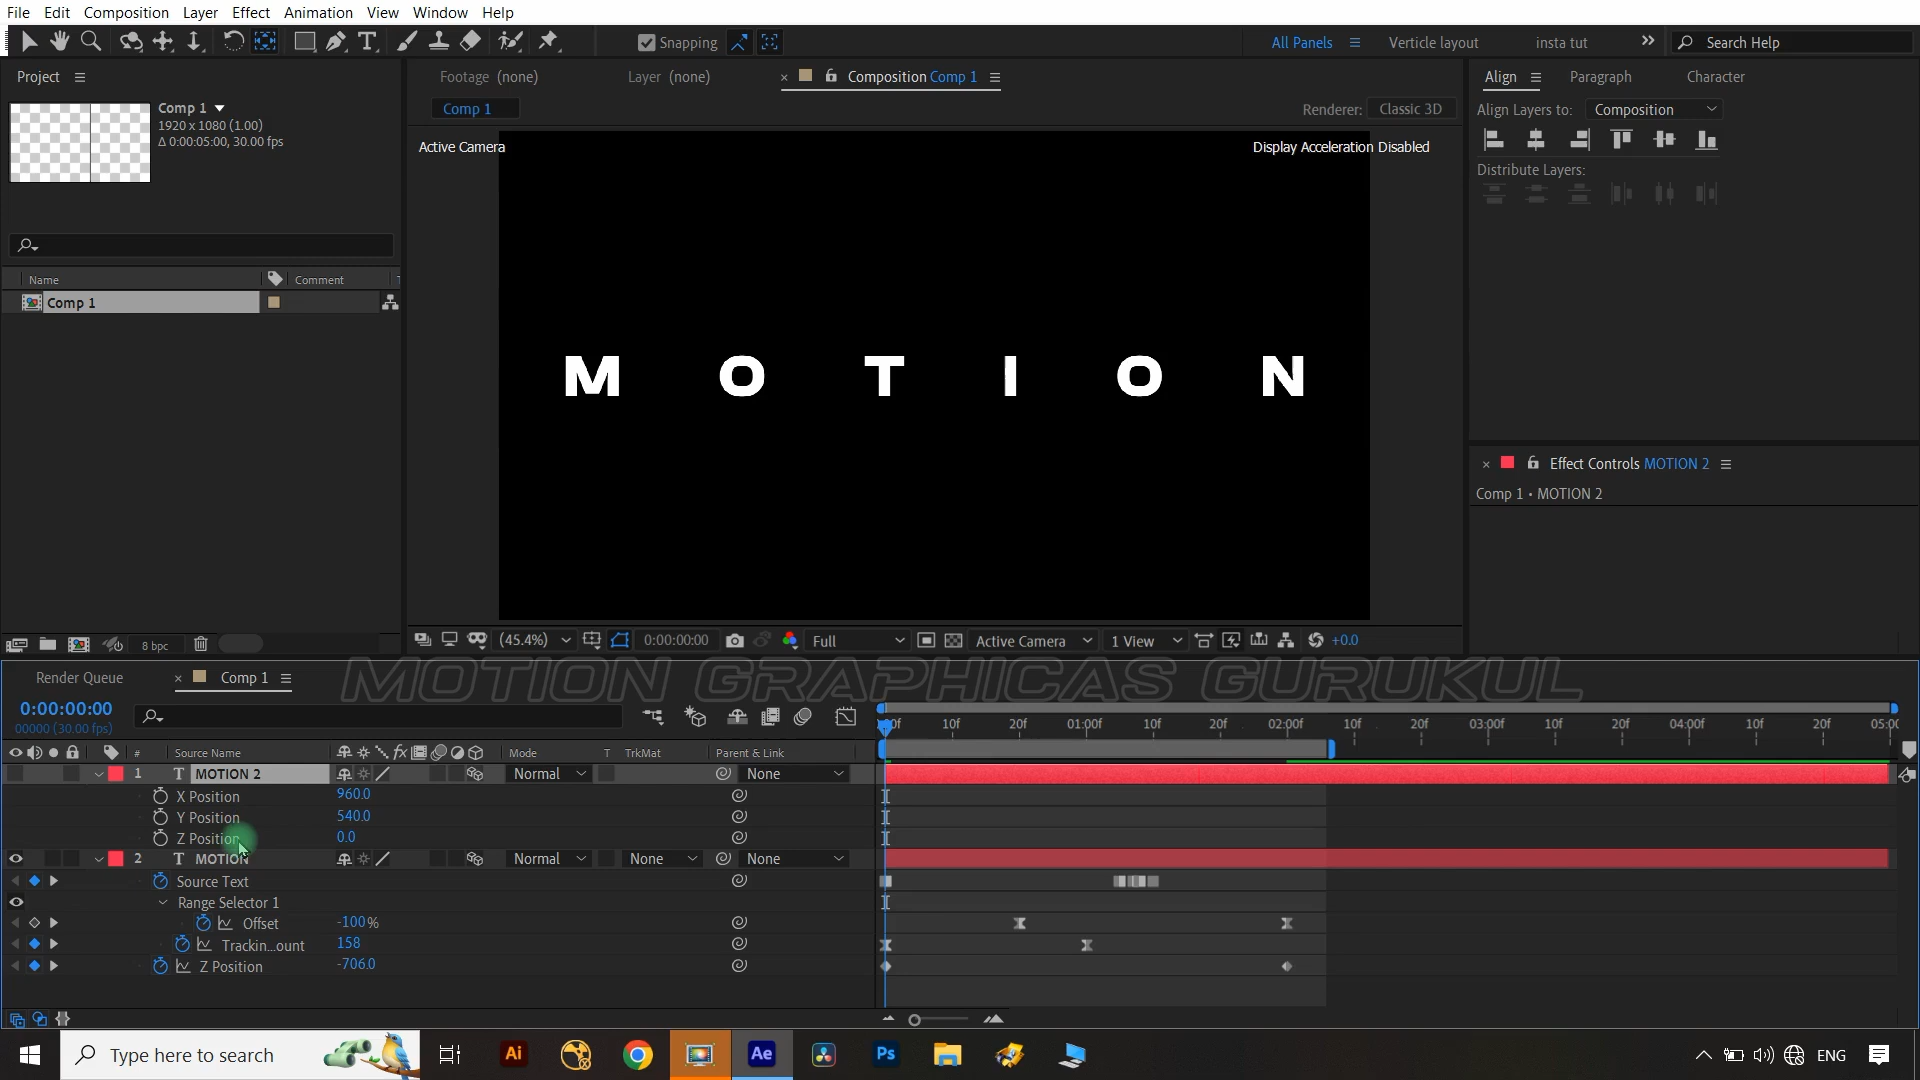 File Edit Composition Layer Effect Animation View Window Help
Snapping
All Panels Verticle layout insta tut Search Help
Project
Footage (none) Layer (none) Composition Comp 1
Align Paragraph Character
Comp 1
1920 x 1080 (1.00)
Δ 0:00:05:00, 30.00 fps
Comp 1
Renderer: Classic 3D
Align Layers to: Composition
Active Camera
Display Acceleration Disabled
Distribute Layers:
Name Comment
Comp 1
MOTION
Effect Controls MOTION 2
Comp 1 • MOTION 2
8 bpc
(45.4%) 0:00:00:00 Full Active Camera 1 View +0.0
MOTION GRAPHICAS GURUKUL
Render Queue Comp 1
0:00:00:00
00000 (30.00 fps)
00f 10f 20f 01:00f 10f 20f 02:00f 10f 20f 03:00f 10f 20f 04:00f 10f 20f 05:00
# Source Name Mode T TrkMat Parent & Link
1 T MOTION 2 Normal None
X Position 960.0
Y Position 540.0
Z Position 0.0
2 T MOTION Normal None None
Source Text
Range Selector 1
Offset -100%
Trackin...ount 158
Z Position -706.0
Type here to search
Ai Ae Ps
ENG